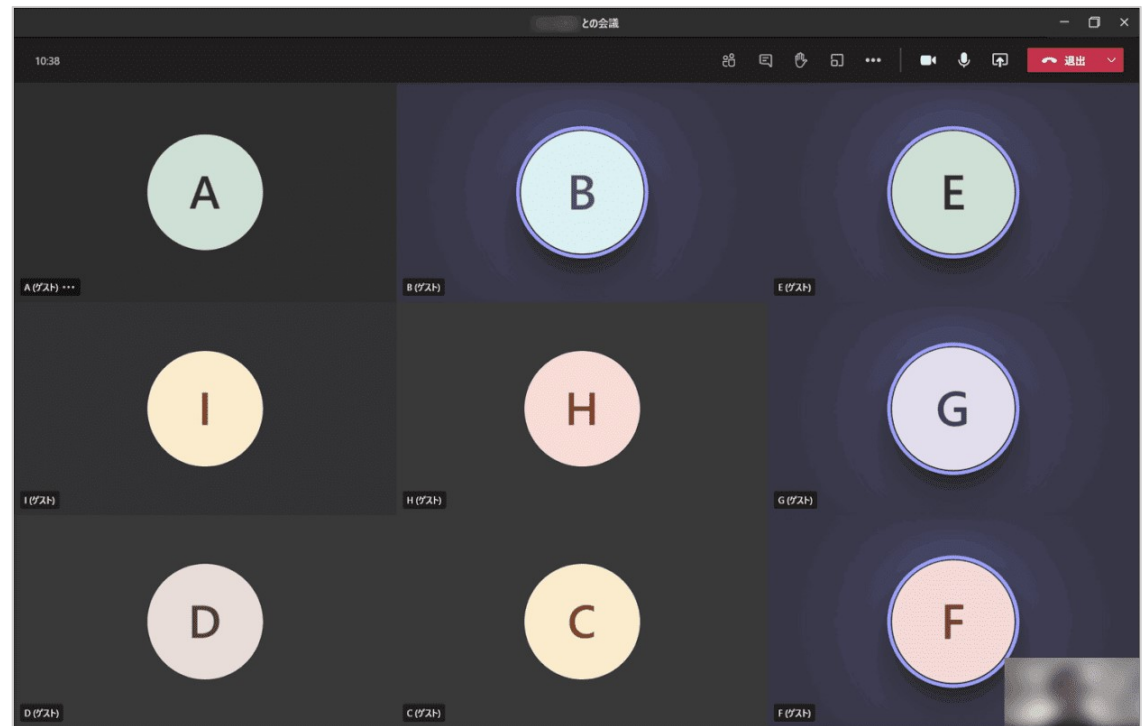 との会議
10:38
退出
A
B
E
A (ゲスト)
B (ゲスト)
E (ゲスト)
I
H
G
I (ゲスト)
H (ゲスト)
G (ゲスト)
D
C
F
D (ゲスト)
C (ゲスト)
F (ゲスト)